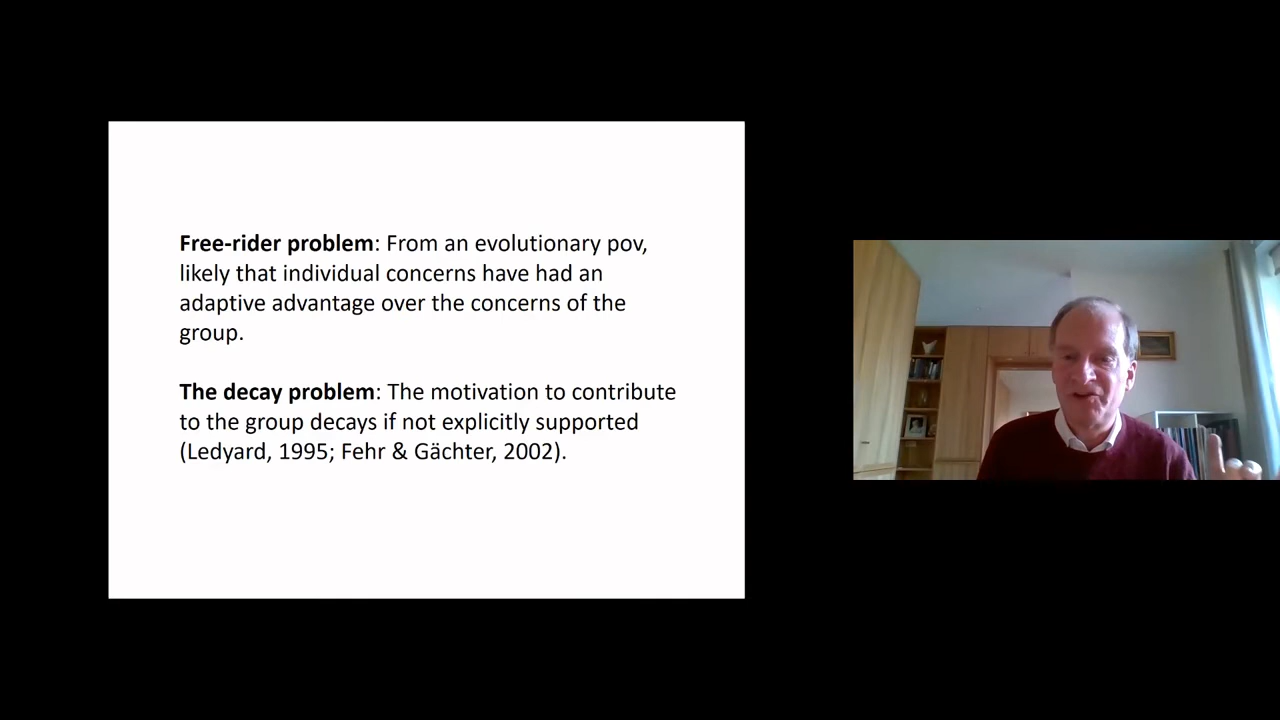 Free-rider problem: From an evolutionary pov,
likely that individual concerns have had an
adaptive advantage over the concerns of the
group.
The decay problem: The motivation to contribute
to the group decays if not explicitly supported
(Ledyard, 1995; Fehr & Gächter, 2002).